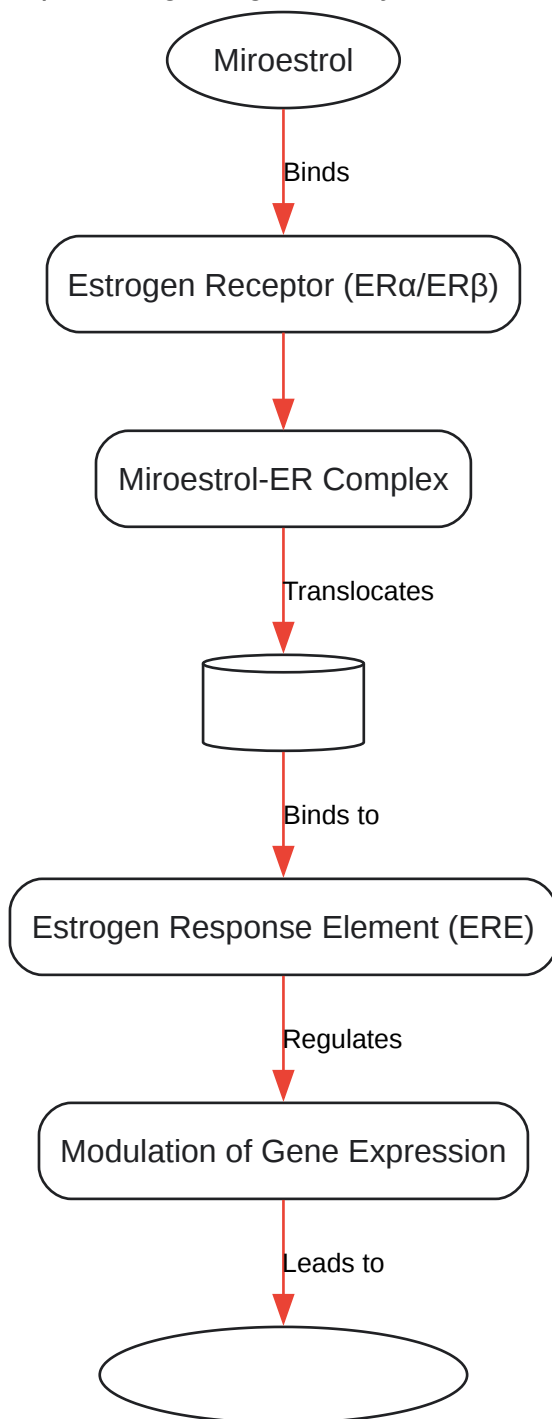 Miroestrol
Binds
Estrogen Receptor (ERα/ERβ)
Miroestrol-ER Complex
Translocates
Binds to
Estrogen Response Element (ERE)
Regulates
Modulation of Gene Expression
Leads to